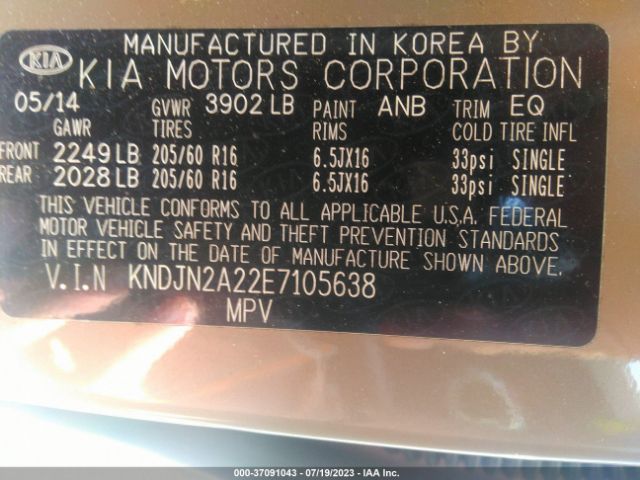 KIA MANUFACTURED IN KOREA BY
KIA MOTORS CORPORATION
05/14 GVWR 3902 LB PAINT ANB TRIM EQ
GAWR TIRES RIMS COLD TIRE INFL
FRONT 2249 LB 205/60 R16 6.5JX16 33psi SINGLE
REAR 2028 LB 205/60 R16 6.5JX16 33psi SINGLE
THIS VEHICLE CONFORMS TO ALL APPLICABLE U.S.A. FEDERAL
MOTOR VEHICLE SAFETY AND THEFT PREVENTION STANDARDS
IN EFFECT ON THE DATE OF MANUFACTURE SHOWN ABOVE.
V.I.N KNDJN2A22E7105638
MPV
000-37091043 - 07/19/2023 - IAA Inc.